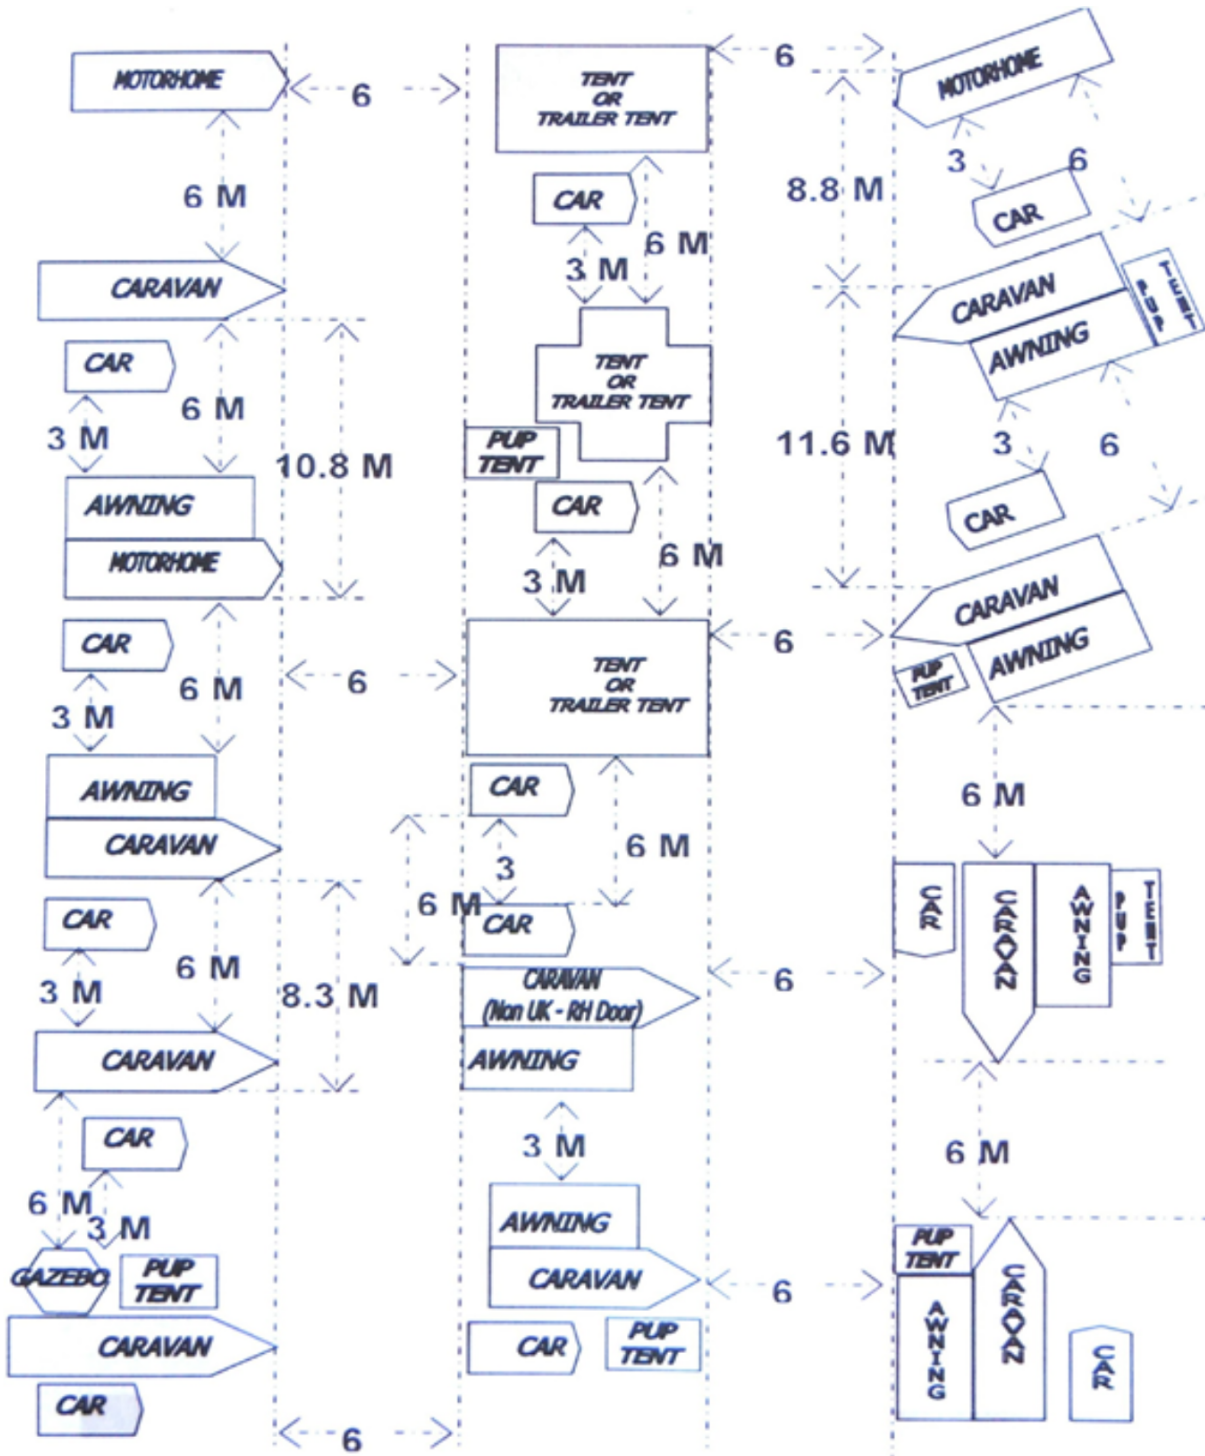 MOTORHOME
6
6 M
CARAVAN
CAR
3 M
6 M
10.8 M
AWNING
MOTORHOME
CAR
3 M
6 M
6
AWNING
CARAVAN
CAR
3 M
6 M
8.3 M
CARAVAN
CAR
6 M
3 M
GAZEBO
PUP
TENT
CARAVAN
CAR
6
TENT
OR
TRAILER TENT
CAR
3 M
6 M
TENT
OR
TRAILER TENT
PUP
TENT
CAR
3 M
6 M
TENT
OR
TRAILER TENT
CAR
3
6 M
6 M
CAR
CARAVAN
(Non UK - RH Door)
AWNING
3 M
AWNING
CARAVAN
CAR
PUP
TENT
6
MOTORHOME
8.8 M
3
6
CAR
CARAVAN
AWNING
PUP
TENT
11.6 M
3
6
CAR
6
CARAVAN
AWNING
PUP
TENT
6 M
CAR
CARAVAN
AWNING
PUP
TENT
6
6 M
6
PUP
TENT
AWNING
CARAVAN
CAR